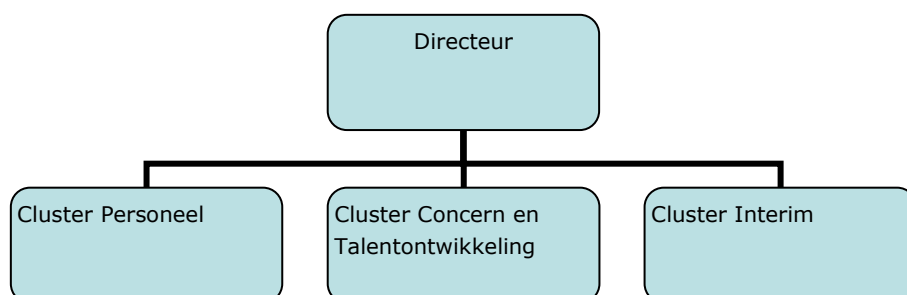 Directeur
Cluster Personeel
Cluster Concern en
Talentontwikkeling
Cluster Interim